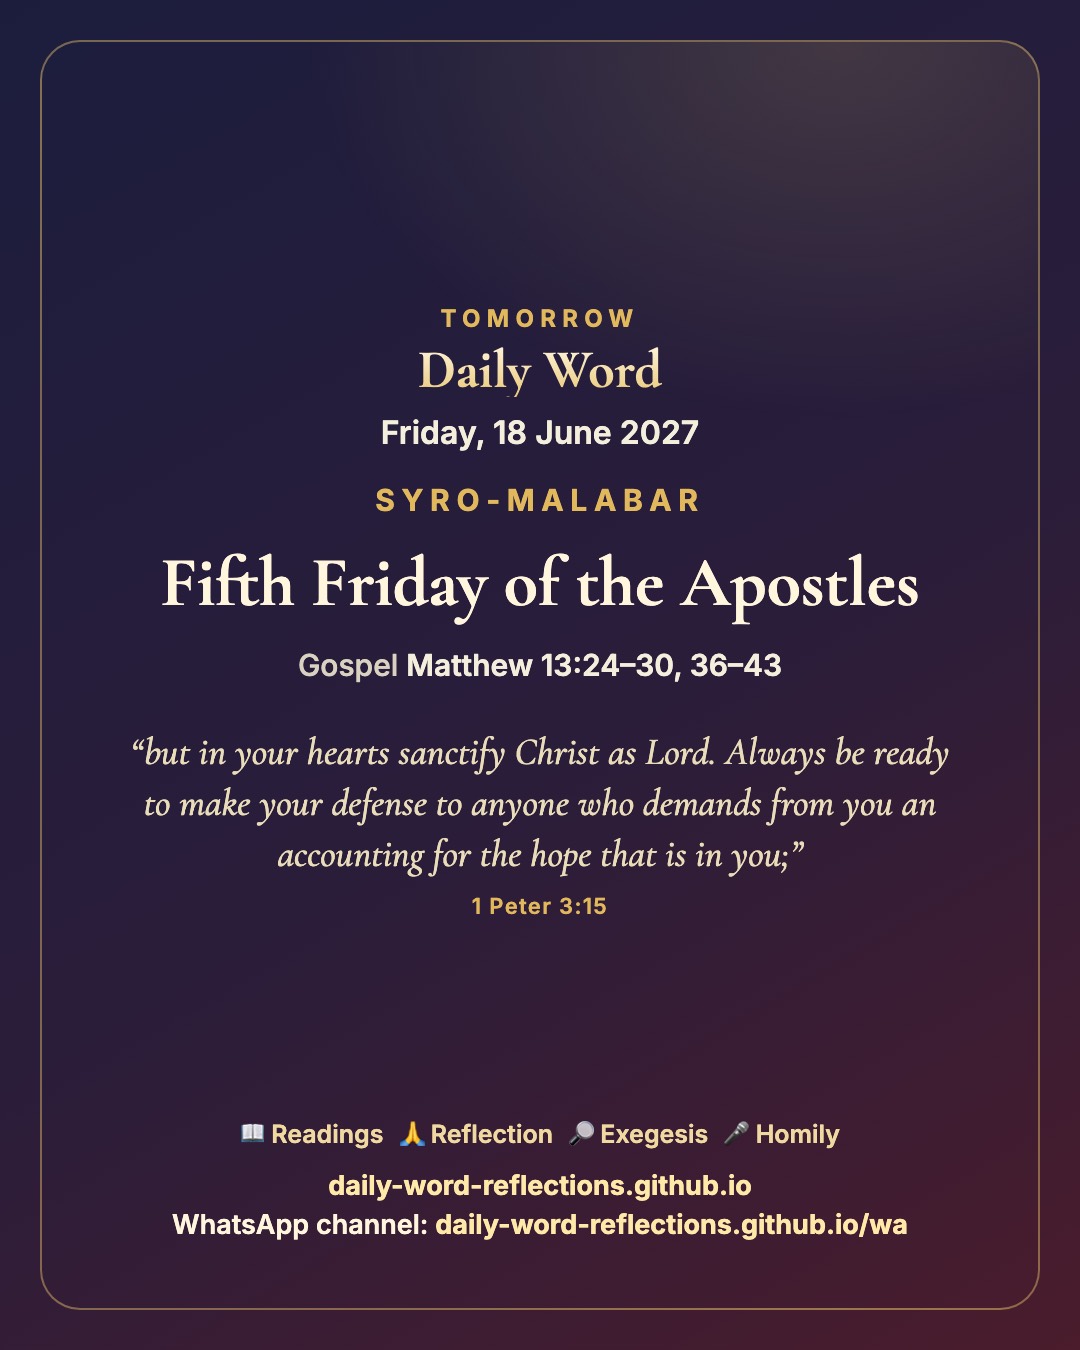 TOMORROW
Daily Word
Friday, 18 June 2027
SYRO-MALABAR
Fifth Friday of the Apostles
Gospel Matthew 13:24–30, 36–43
“but in your hearts sanctify Christ as Lord. Always be ready
to make your defense to anyone who demands from you an
accounting for the hope that is in you;”
1 Peter 3:15
📖 Readings 🙏 Reflection 🔎 Exegesis 🎤 Homily
daily-word-reflections.github.io
WhatsApp channel: daily-word-reflections.github.io/wa